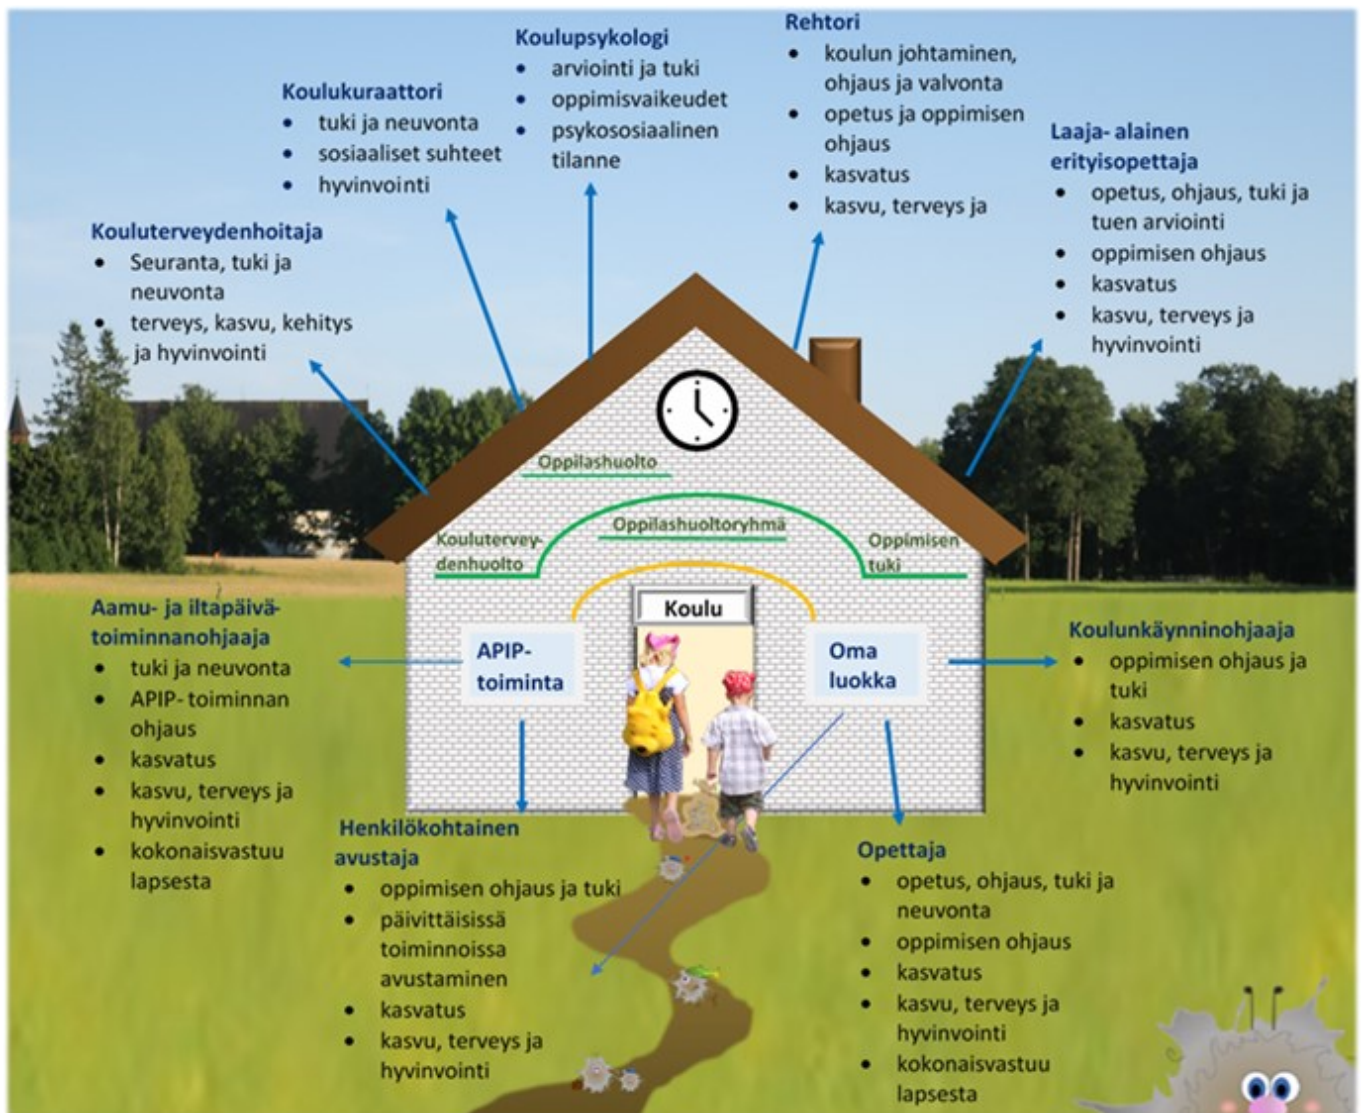 Koulupsykologi
• arviointi ja tuki
• oppimisvaikeudet
• psykososiaalinen
tilanne
Rehtori
• koulun johtaminen,
ohjaus ja valvonta
• opetus ja oppimisen
ohjaus
• kasvatus
• kasvu, terveys ja
Koulukuraattori
• tuki ja neuvonta
• sosiaaliset suhteet
• hyvinvointi
Laaja- alainen
erityisopettaja
• opetus, ohjaus, tuki ja
tuen arviointi
• oppimisen ohjaus
• kasvatus
• kasvu, terveys ja
hyvinvointi
Kouluterveydenhoitaja
• Seuranta, tuki ja
neuvonta
• terveys, kasvu, kehitys
ja hyvinvointi
Oppilashuolto
Oppilashuoltoryhmä
Koulutervey-
denhuolto
Oppimisen
tuki
Koulu
APIP-
toiminta
Oma
luokka
Aamu- ja iltapäivä-
toiminnanohjaaja
• tuki ja neuvonta
• APIP- toiminnan
ohjaus
• kasvatus
• kasvu, terveys ja
hyvinvointi
• kokonaisvastuu
lapsesta
Koulunkäynninohjaaja
• oppimisen ohjaus ja
tuki
• kasvatus
• kasvu, terveys ja
hyvinvointi
Henkilökohtainen
avustaja
• oppimisen ohjaus ja tuki
• päivittäisissä
toiminnoissa
avustaminen
• kasvatus
• kasvu, terveys ja
hyvinvointi
Opettaja
• opetus, ohjaus, tuki ja
neuvonta
• oppimisen ohjaus
• kasvatus
• kasvu, terveys ja
hyvinvointi
• kokonaisvastuu
lapsesta